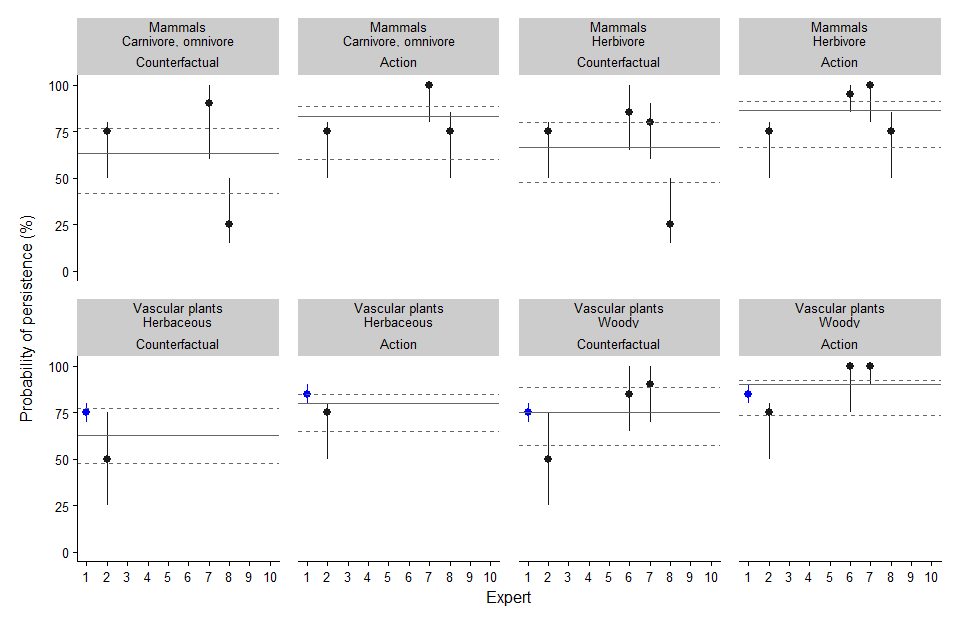 Mammals Mammals Mammals Mammals
Carnivore, omnivore Carnivore, omnivore Herbivore Herbivore
Counterfactual Action Counterfactual Action
100
75
50
25
0
Probability of persistence (%)
Vascular plants Vascular plants Vascular plants Vascular plants
Herbaceous Herbaceous Woody Woody
Counterfactual Action Counterfactual Action
100
75
50
25
0
1 2 3 4 5 6 7 8 9 10 1 2 3 4 5 6 7 8 9 10 1 2 3 4 5 6 7 8 9 10 1 2 3 4 5 6 7 8 9 10
Expert